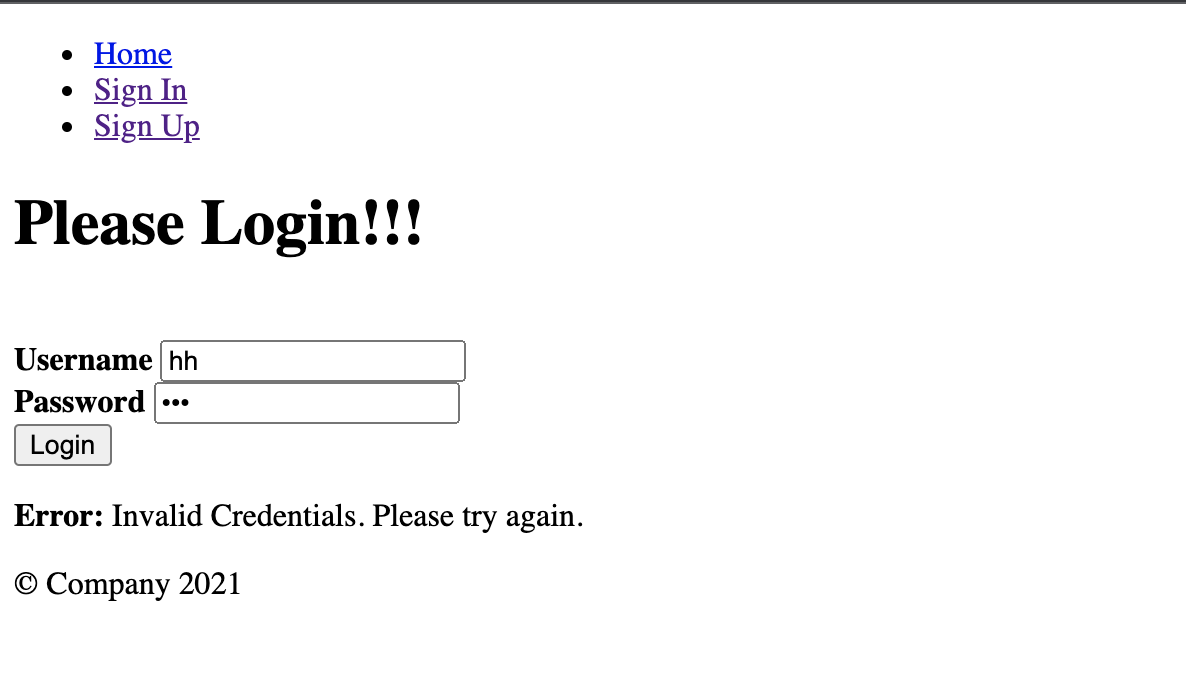 Home
Sign In
Sign Up
Please Login!!!
Username hh
Password •••
Login
Error: Invalid Credentials. Please try again.
© Company 2021